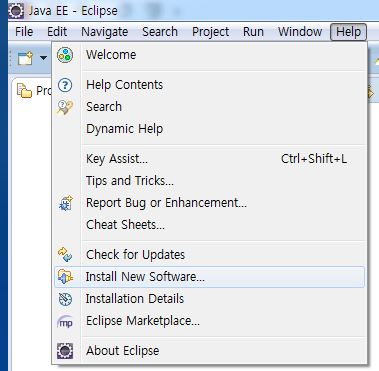 Java EE - Eclipse
File Edit Navigate Search Project Run Window Help
Welcome
Help Contents
Search
Dynamic Help
Key Assist... Ctrl+Shift+L
Tips and Tricks...
Report Bug or Enhancement...
Cheat Sheets...
Check for Updates
Install New Software...
Installation Details
mp Eclipse Marketplace...
About Eclipse